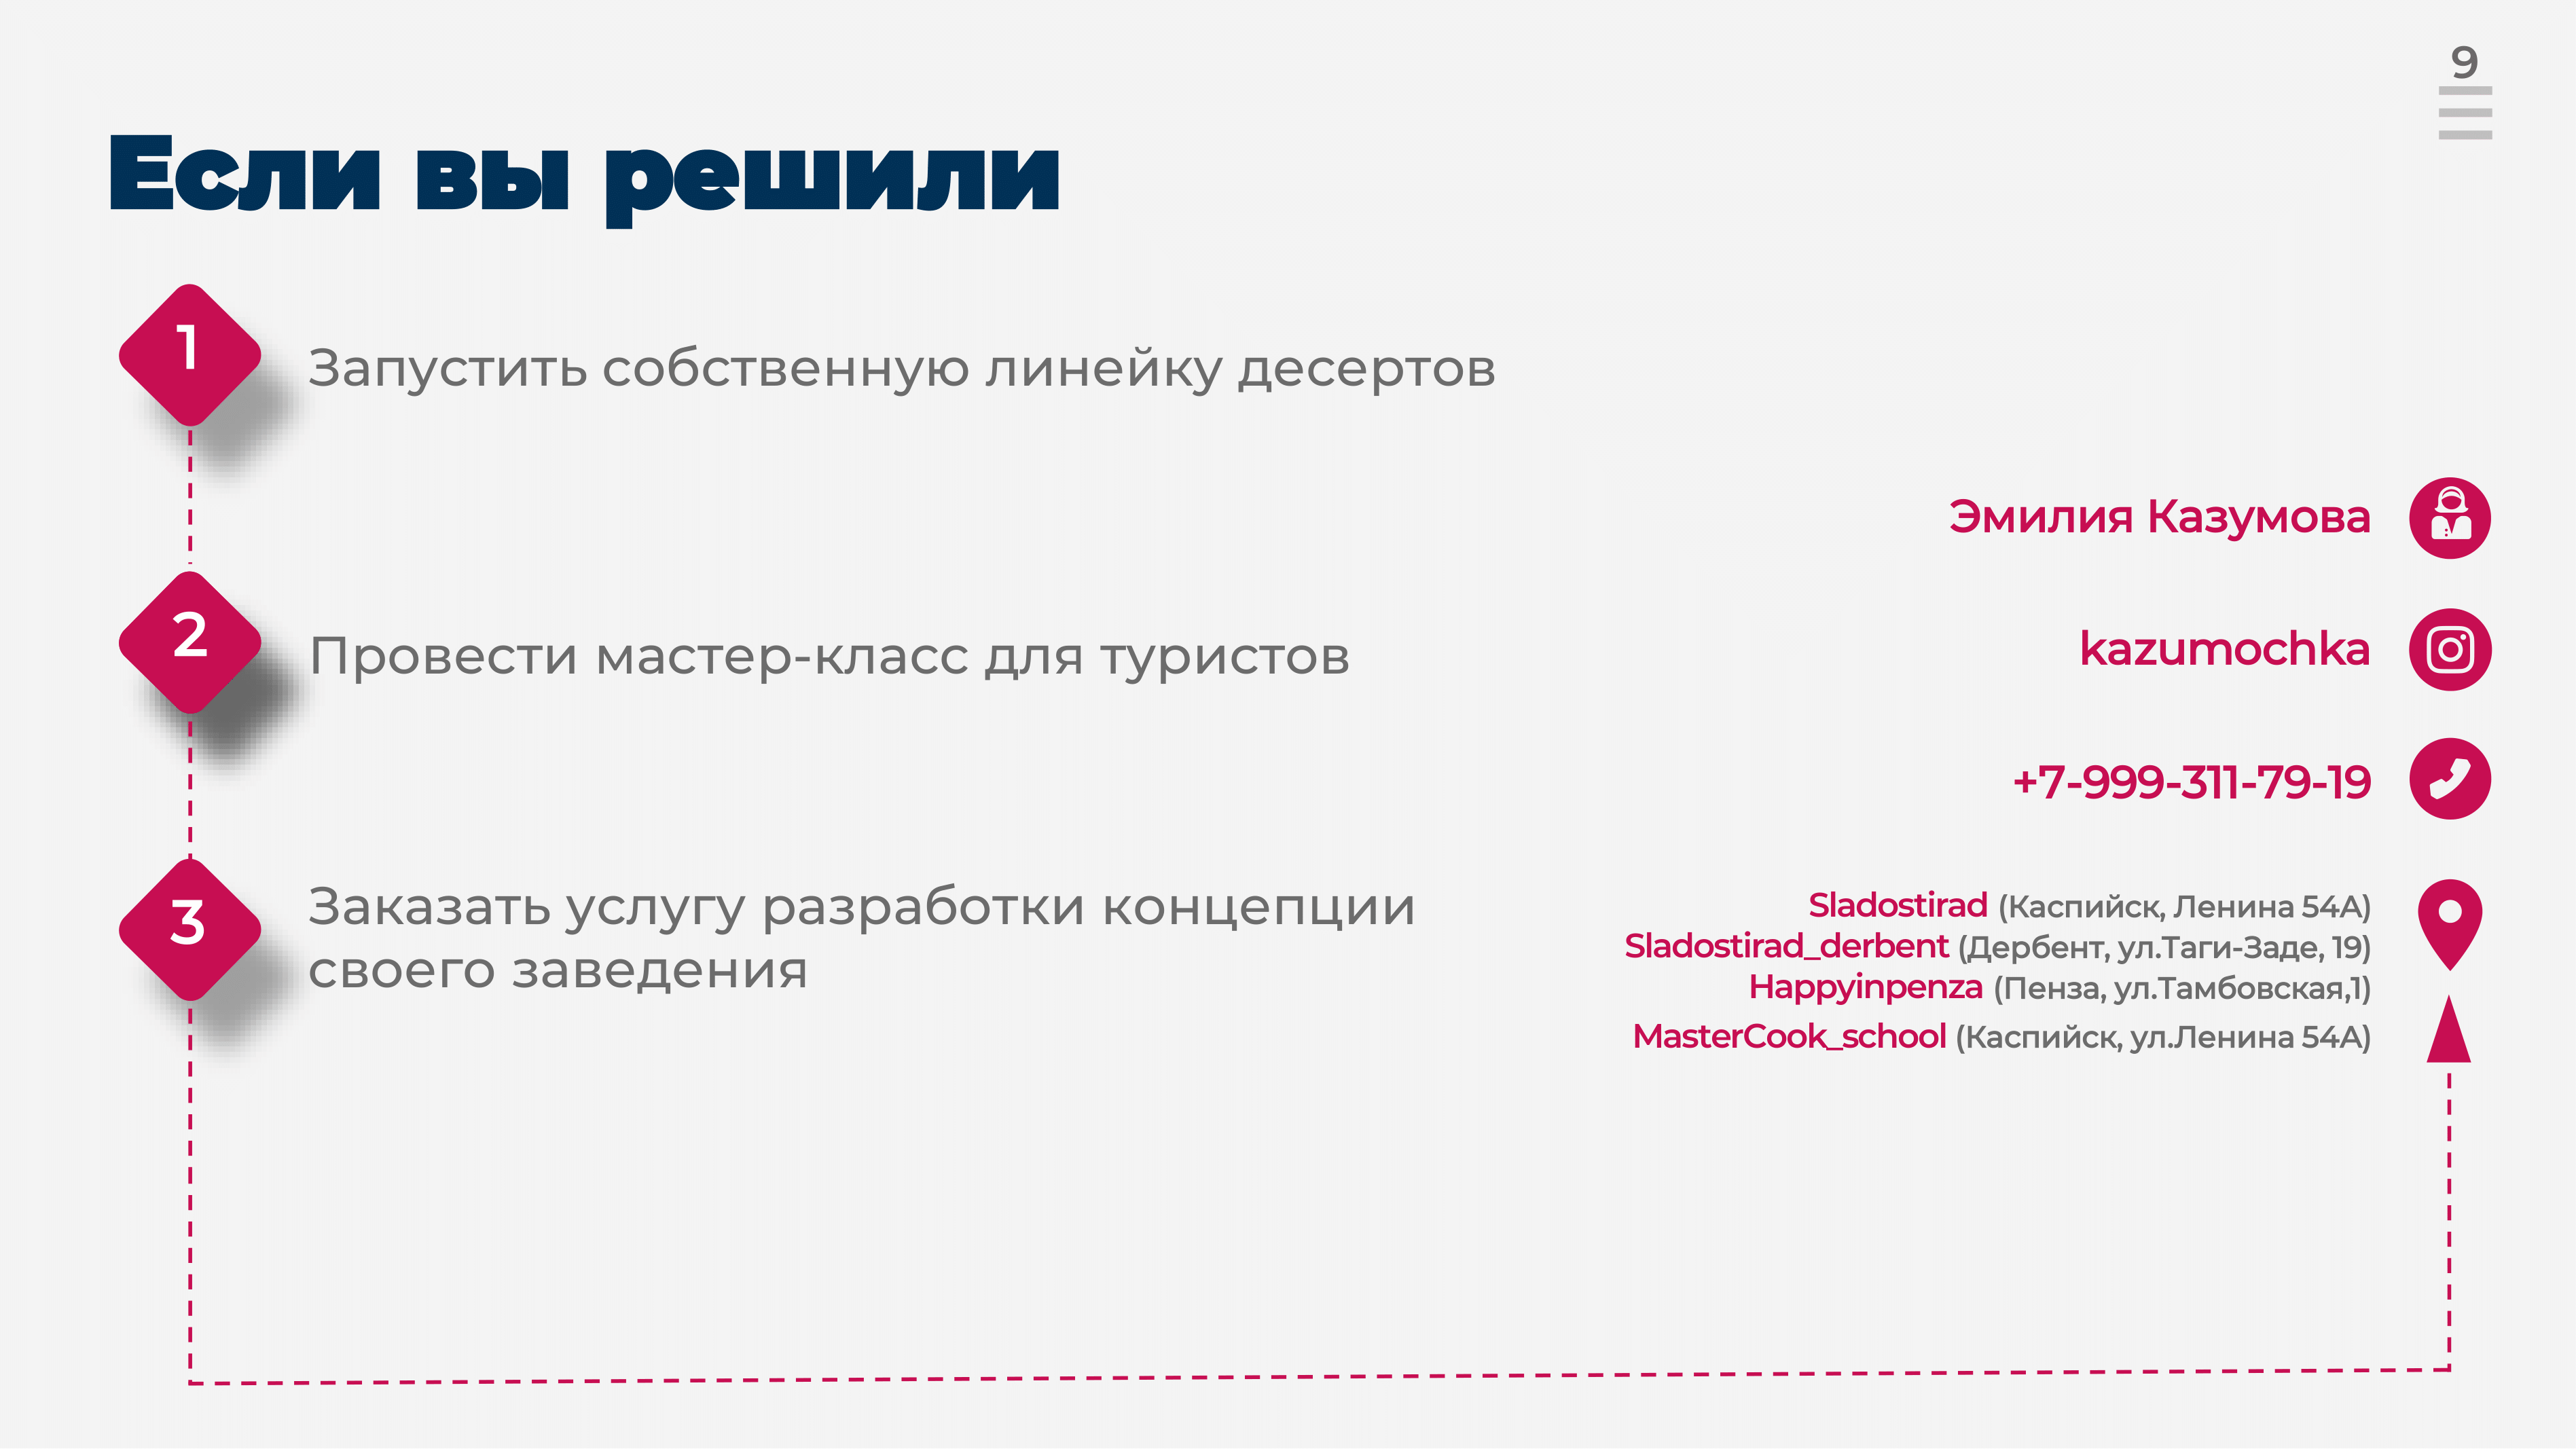 9
Если вы решили
1
Запустить собственную линейку десертов
2
Провести мастер-класс для туристов
3
Заказать услугу разработки концепции
своего заведения
Эмилия Казумова
kazumochka
+7-999-311-79-19
Sladostirad (Каспийск, Ленина 54А)
Sladostirad_derbent (Дербент, ул.Таги-Заде, 19)
Happyinpenza (Пенза, ул.Тамбовская,1)
MasterCook_school (Каспийск, ул.Ленина 54А)